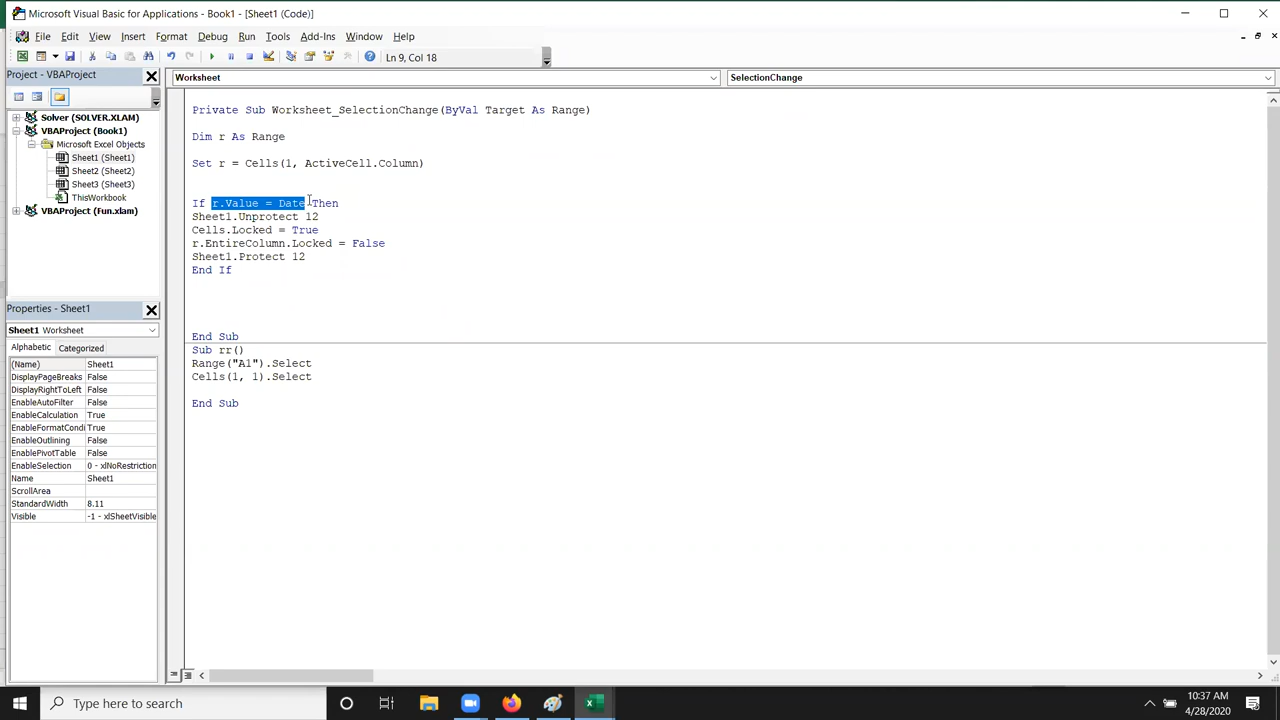 Microsoft Visual Basic for Applications - Book1 - [Sheet1 (Code)]
File Edit View Insert Format Debug Run Tools Add-Ins Window Help
Ln 9, Col 18
Project - VBAProject
Worksheet
SelectionChange
Solver (SOLVER.XLAM)
VBAProject (Book1)
Microsoft Excel Objects
Sheet1 (Sheet1)
Sheet2 (Sheet2)
Sheet3 (Sheet3)
ThisWorkbook
VBAProject (Fun.xlam)
Private Sub Worksheet_SelectionChange(ByVal Target As Range)
Dim r As Range
Set r = Cells(1, ActiveCell.Column)
If r.Value = Date Then
Sheet1.Unprotect 12
Cells.Locked = True
r.EntireColumn.Locked = False
Sheet1.Protect 12
End If
End Sub
Sub rr()
Range("A1").Select
Cells(1, 1).Select
End Sub
Properties - Sheet1
Sheet1 Worksheet
Alphabetic Categorized
(Name) Sheet1
DisplayPageBreaks False
DisplayRightToLeft False
EnableAutoFilter False
EnableCalculation True
EnableFormatCondi True
EnableOutlining False
EnablePivotTable False
EnableSelection 0 - xlNoRestriction
Name Sheet1
ScrollArea
StandardWidth 8.11
Visible -1 - xlSheetVisible
Type here to search
10:37 AM
4/28/2020